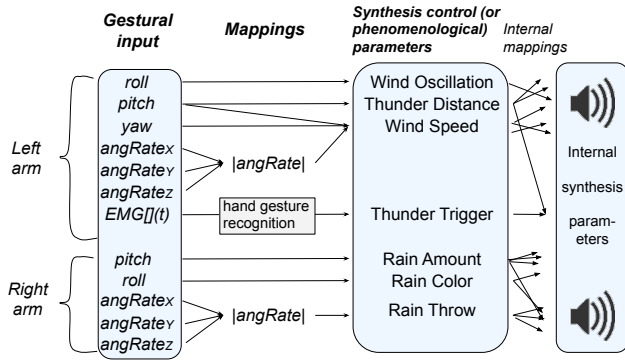 Gestural
input
Mappings
Synthesis control (or
phenomenological)
parameters
Internal
mappings
Left
arm
roll
pitch
yaw
angRateX
angRateY
angRateZ
EMG[](t)
|angRate|
hand gesture
recognition
Wind Oscillation
Thunder Distance
Wind Speed
Thunder Trigger
Right
arm
pitch
roll
angRateX
angRateY
angRateZ
|angRate|
Rain Amount
Rain Color
Rain Throw
Internal
synthesis
param-
eters